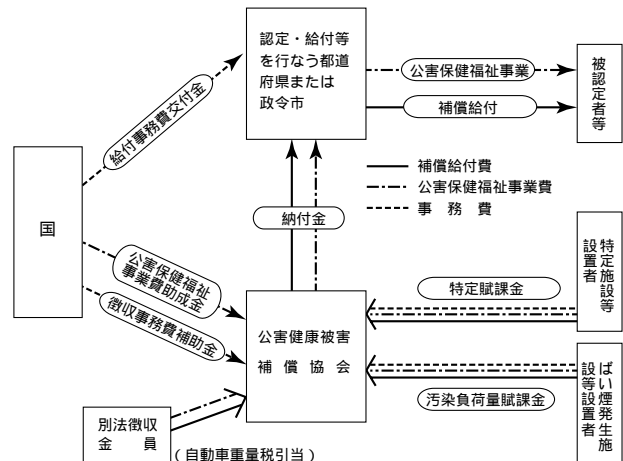 認定・給付等
を行なう都道
府県または
政令市
公害保健福祉事業
補償給付
被認定者等
給付事務費交付金
補償給付費
公害保健福祉事業費
事務費
国
納付金
公害保健福祉
事業費助成金
徴収事務費補助金
公害健康被害
補償協会
特定賦課金
特定施設等
設置者
汚染負荷量賦課金
ばい煙発生施
設等設置者
別法徴収
金員
(自動車重量税引当)